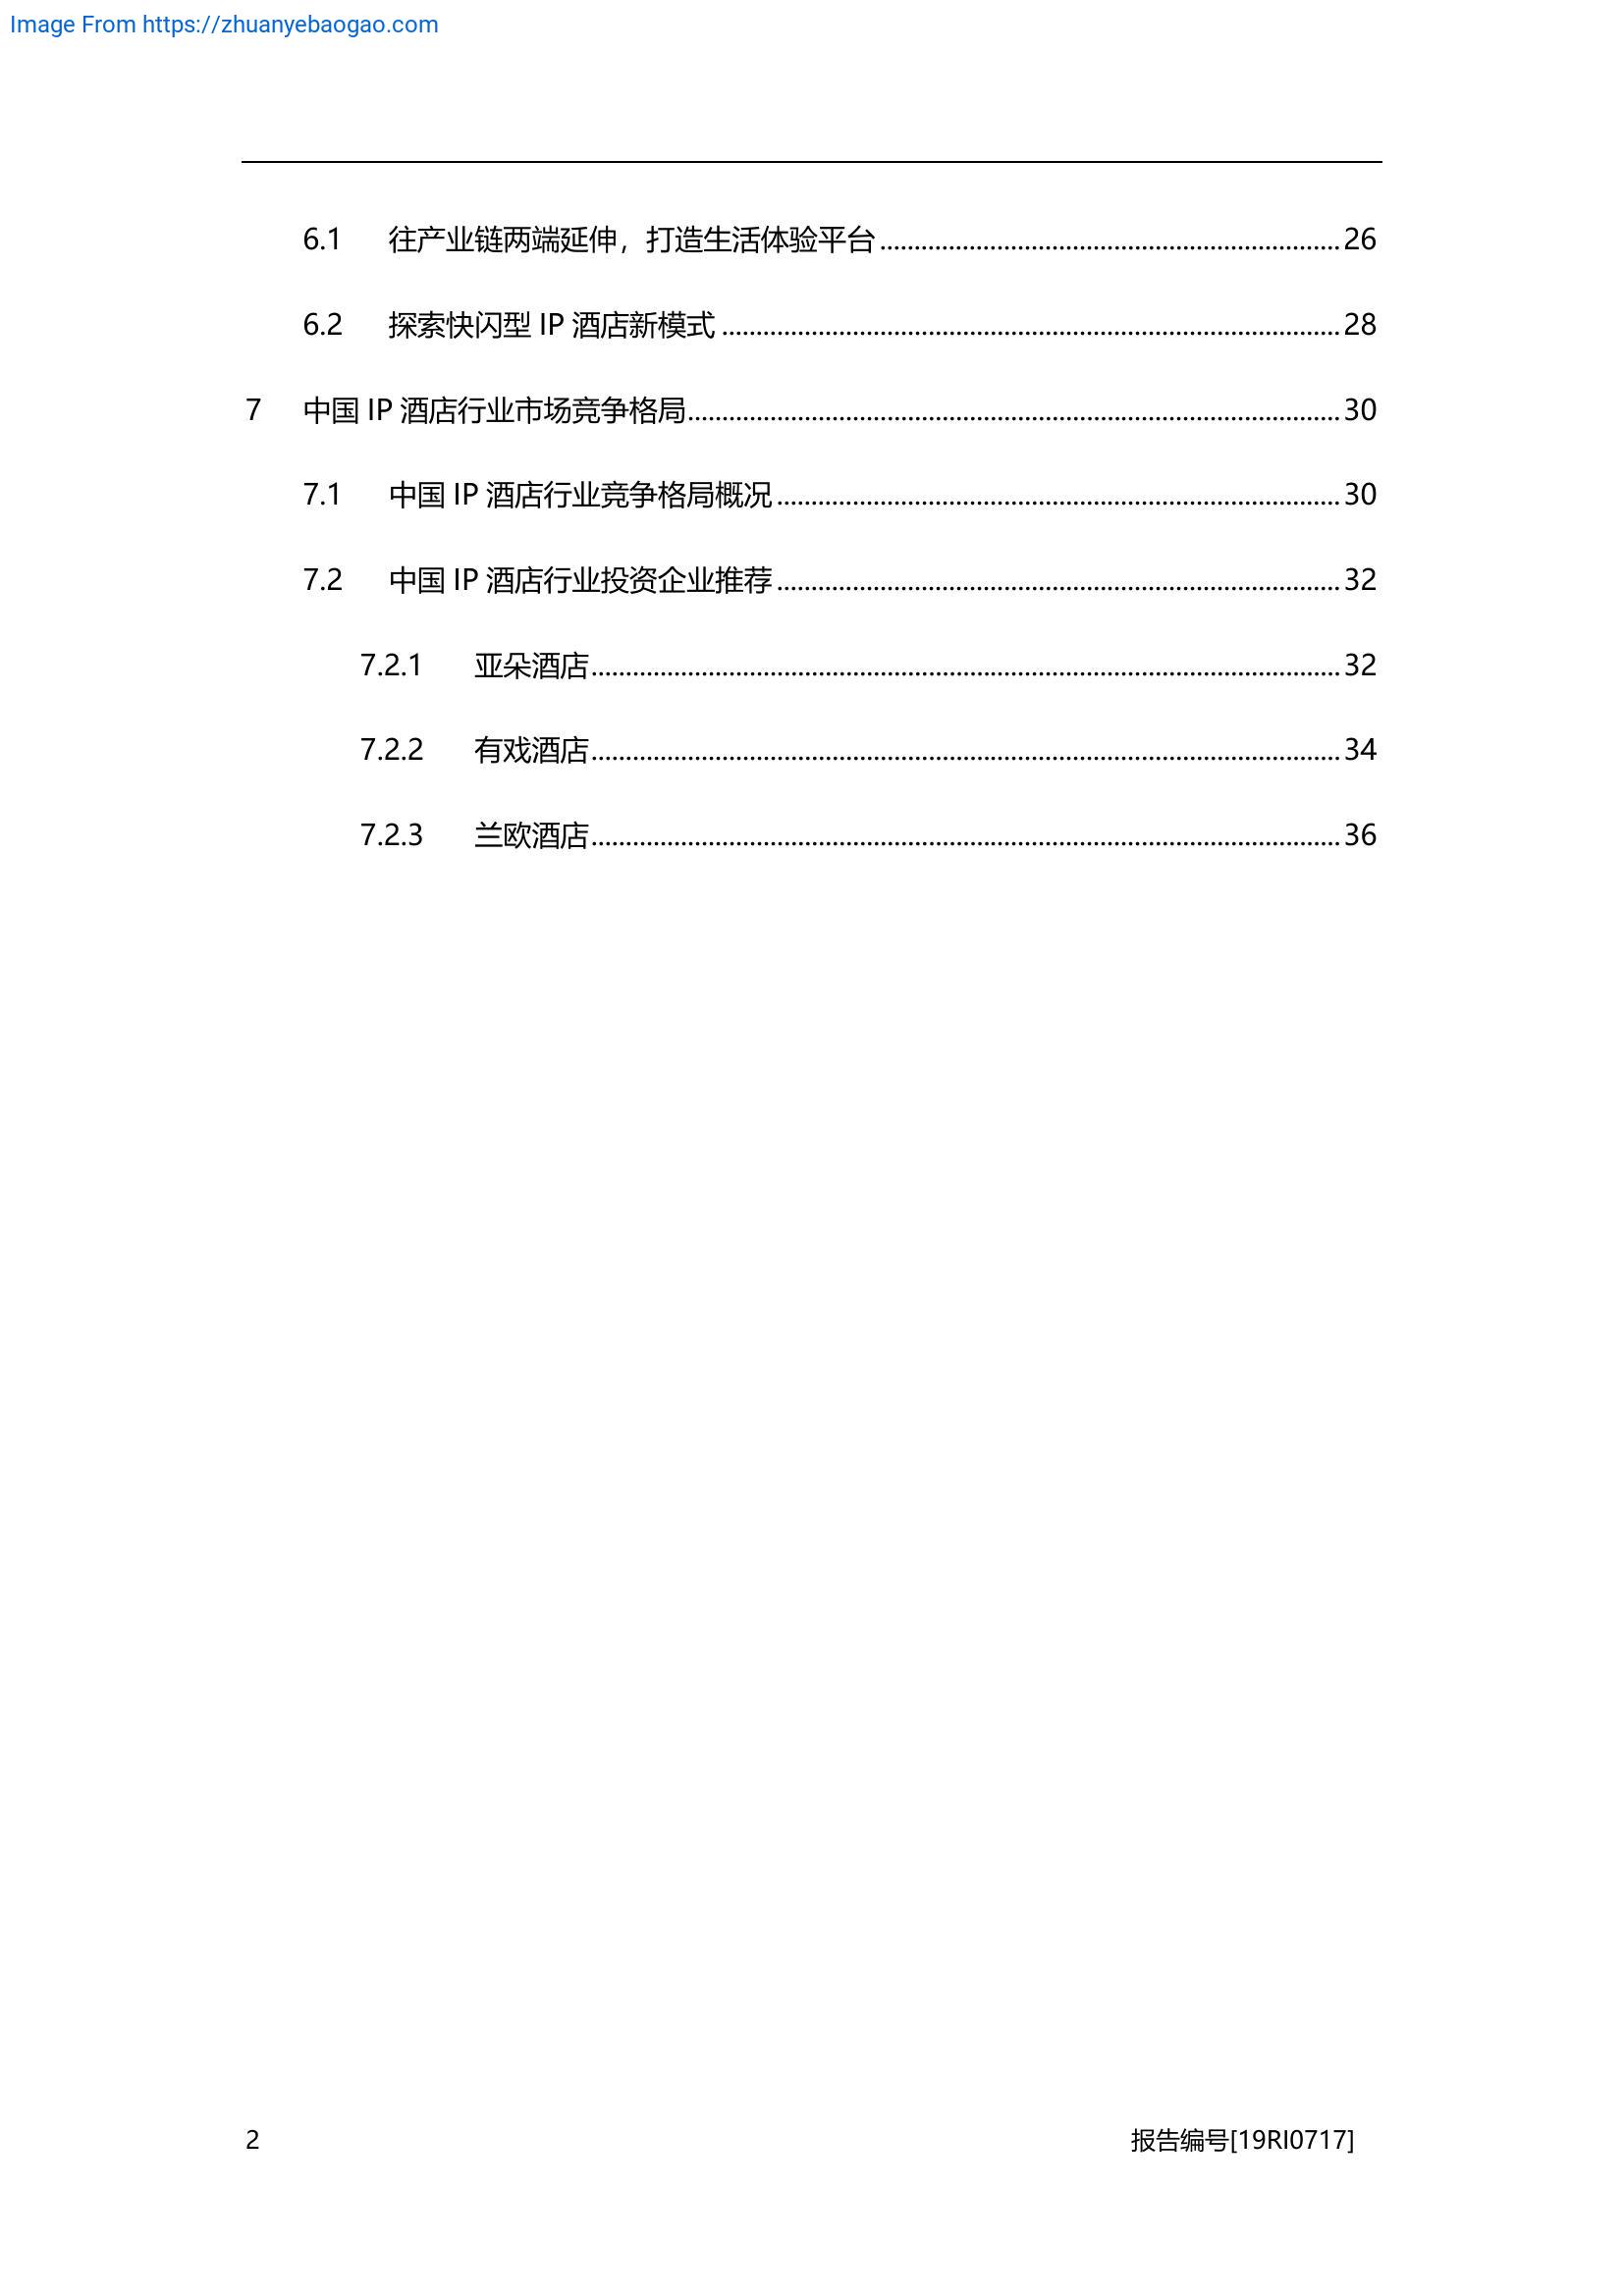 Image From https://zhuanyebaogao.com
6.1 往产业链两端延伸，打造生活体验平台 26
6.2 探索快闪型 IP 酒店新模式 28
7 中国 IP 酒店行业市场竞争格局 30
7.1 中国 IP 酒店行业竞争格局概况 30
7.2 中国 IP 酒店行业投资企业推荐 32
7.2.1 亚朵酒店 32
7.2.2 有戏酒店 34
7.2.3 兰欧酒店 36
2 报告编号[19RI0717]